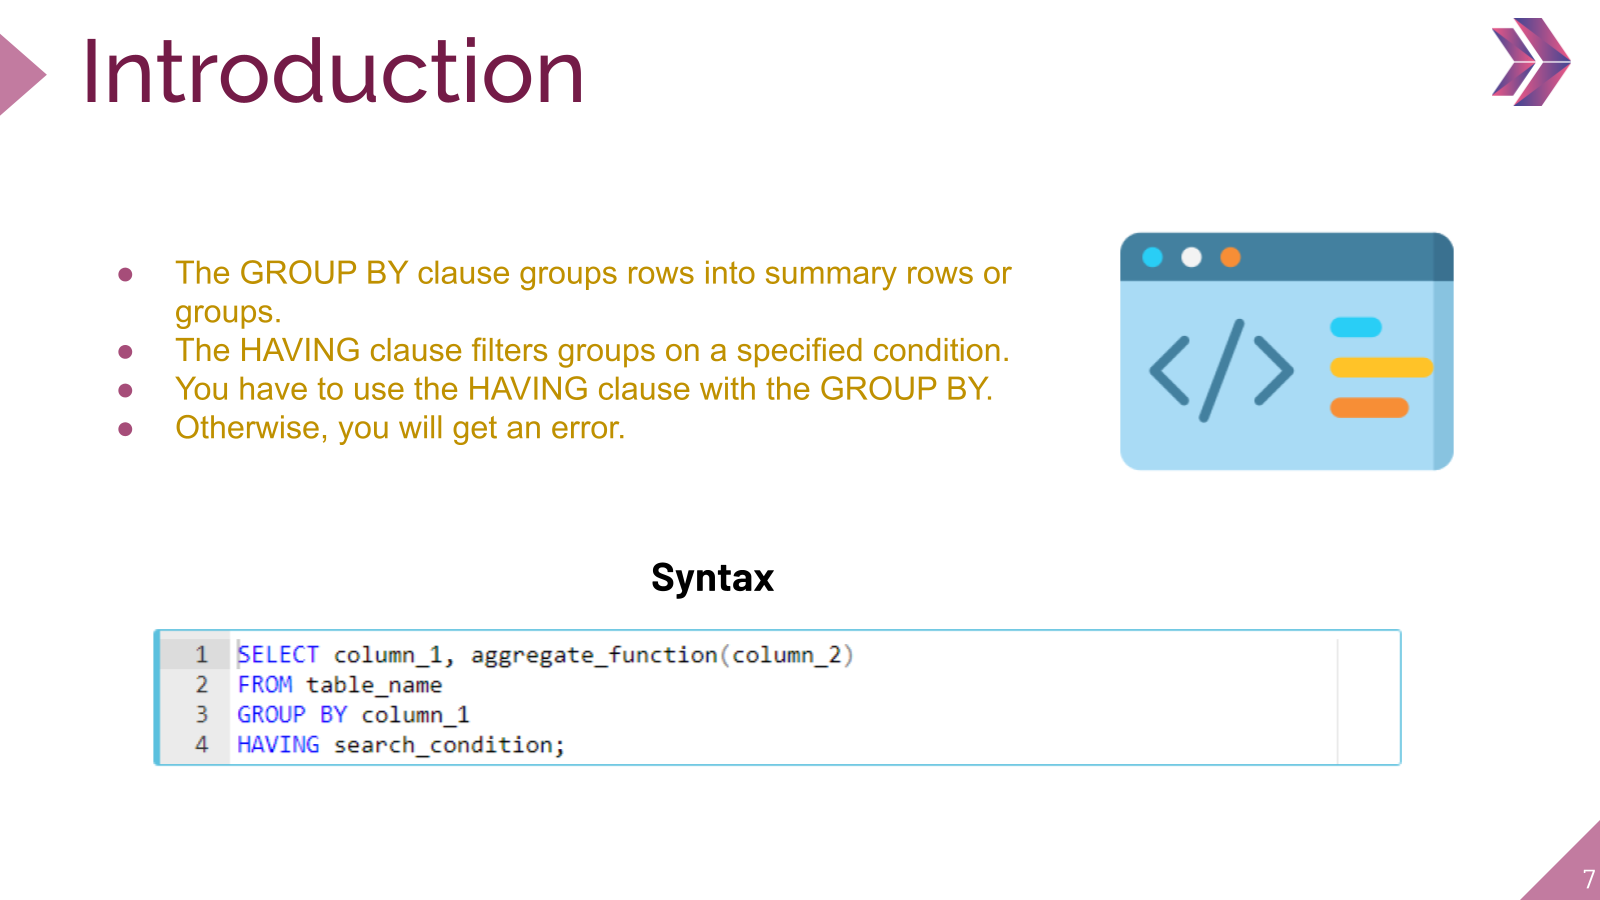 Introduction
● The GROUP BY clause groups rows into summary rows or
groups.
● The HAVING clause filters groups on a specified condition.
● You have to use the HAVING clause with the GROUP BY.
● Otherwise, you will get an error.
</>
Syntax
1 SELECT column_1, aggregate_function(column_2)
2 FROM table_name
3 GROUP BY column_1
4 HAVING search_condition;
7